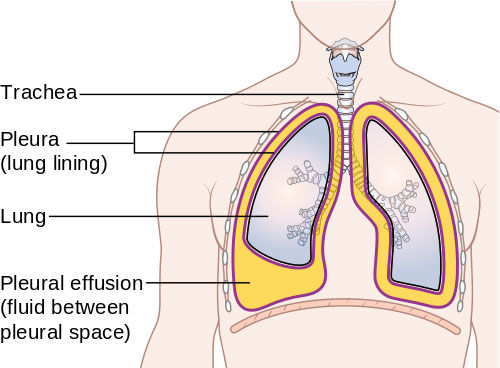 Trachea
Pleura
(lung lining)
Lung
Pleural effusion
(fluid between
pleural space)